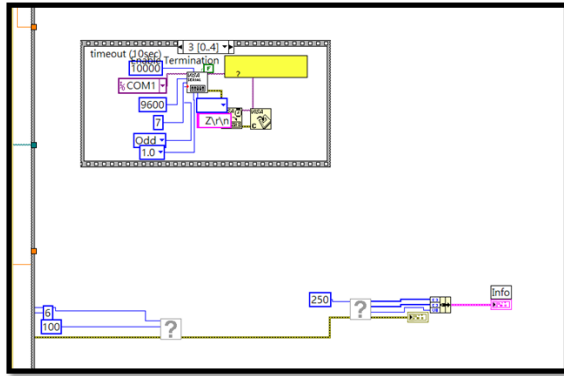 3 [0..4]
timeout (10sec)
Enable Termination
10000
F
?
COM1
9600
7
Z\r\n
Odd
1.0
250
Info
6
100
?
?